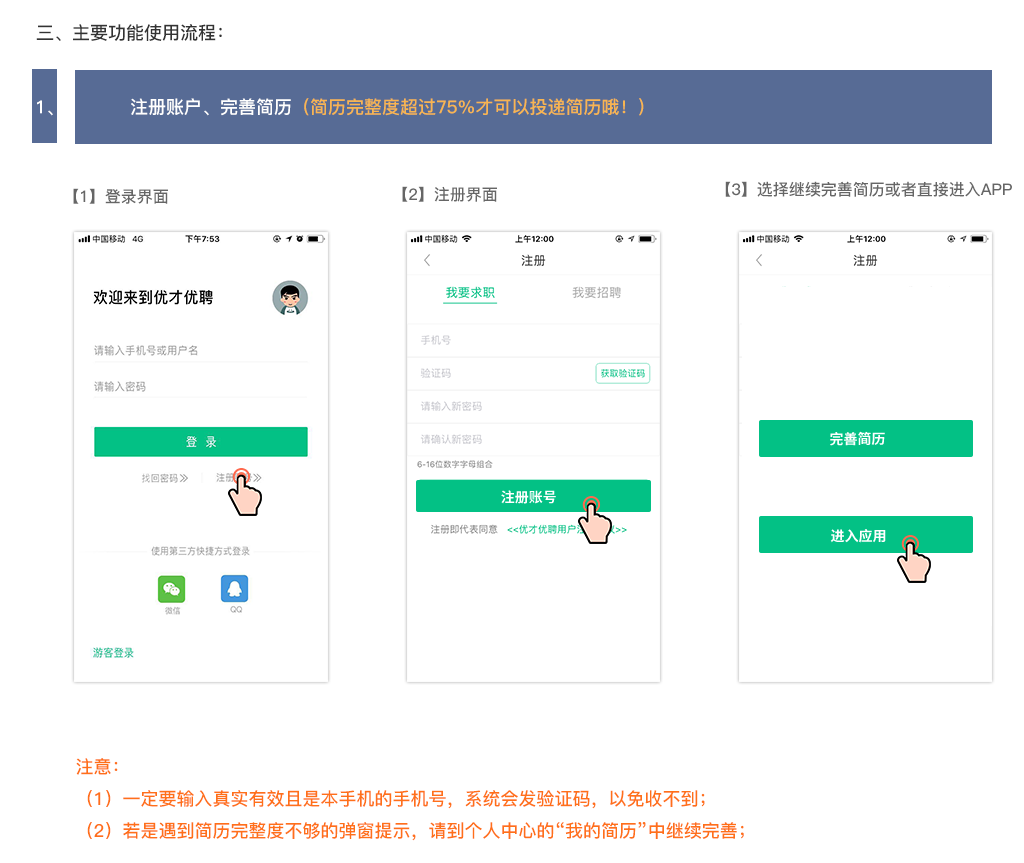 三、主要功能使用流程：
1、
注册账户、完善简历（简历完整度超过75%才可以投递简历哦！）
【1】登录界面
【2】注册界面
【3】选择继续完善简历或者直接进入APP
中国移动 4G 下午7:53
欢迎来到优才优聘
请输入手机号或用户名
请输入密码
登 录
找回密码
注册
使用第三方快捷方式登录
微信
QQ
游客登录
中国移动 上午12:00
注册
我要求职 我要招聘
手机号
验证码 获取验证码
请输入新密码
请确认新密码
6-16位数字字母组合
注册账号
注册即代表同意 <<优才优聘用户 >>
中国移动 上午12:00
注册
完善简历
进入应用
注意：
（1）一定要输入真实有效且是本手机的手机号，系统会发验证码，以免收不到；
（2）若是遇到简历完整度不够的弹窗提示，请到个人中心的“我的简历”中继续完善；